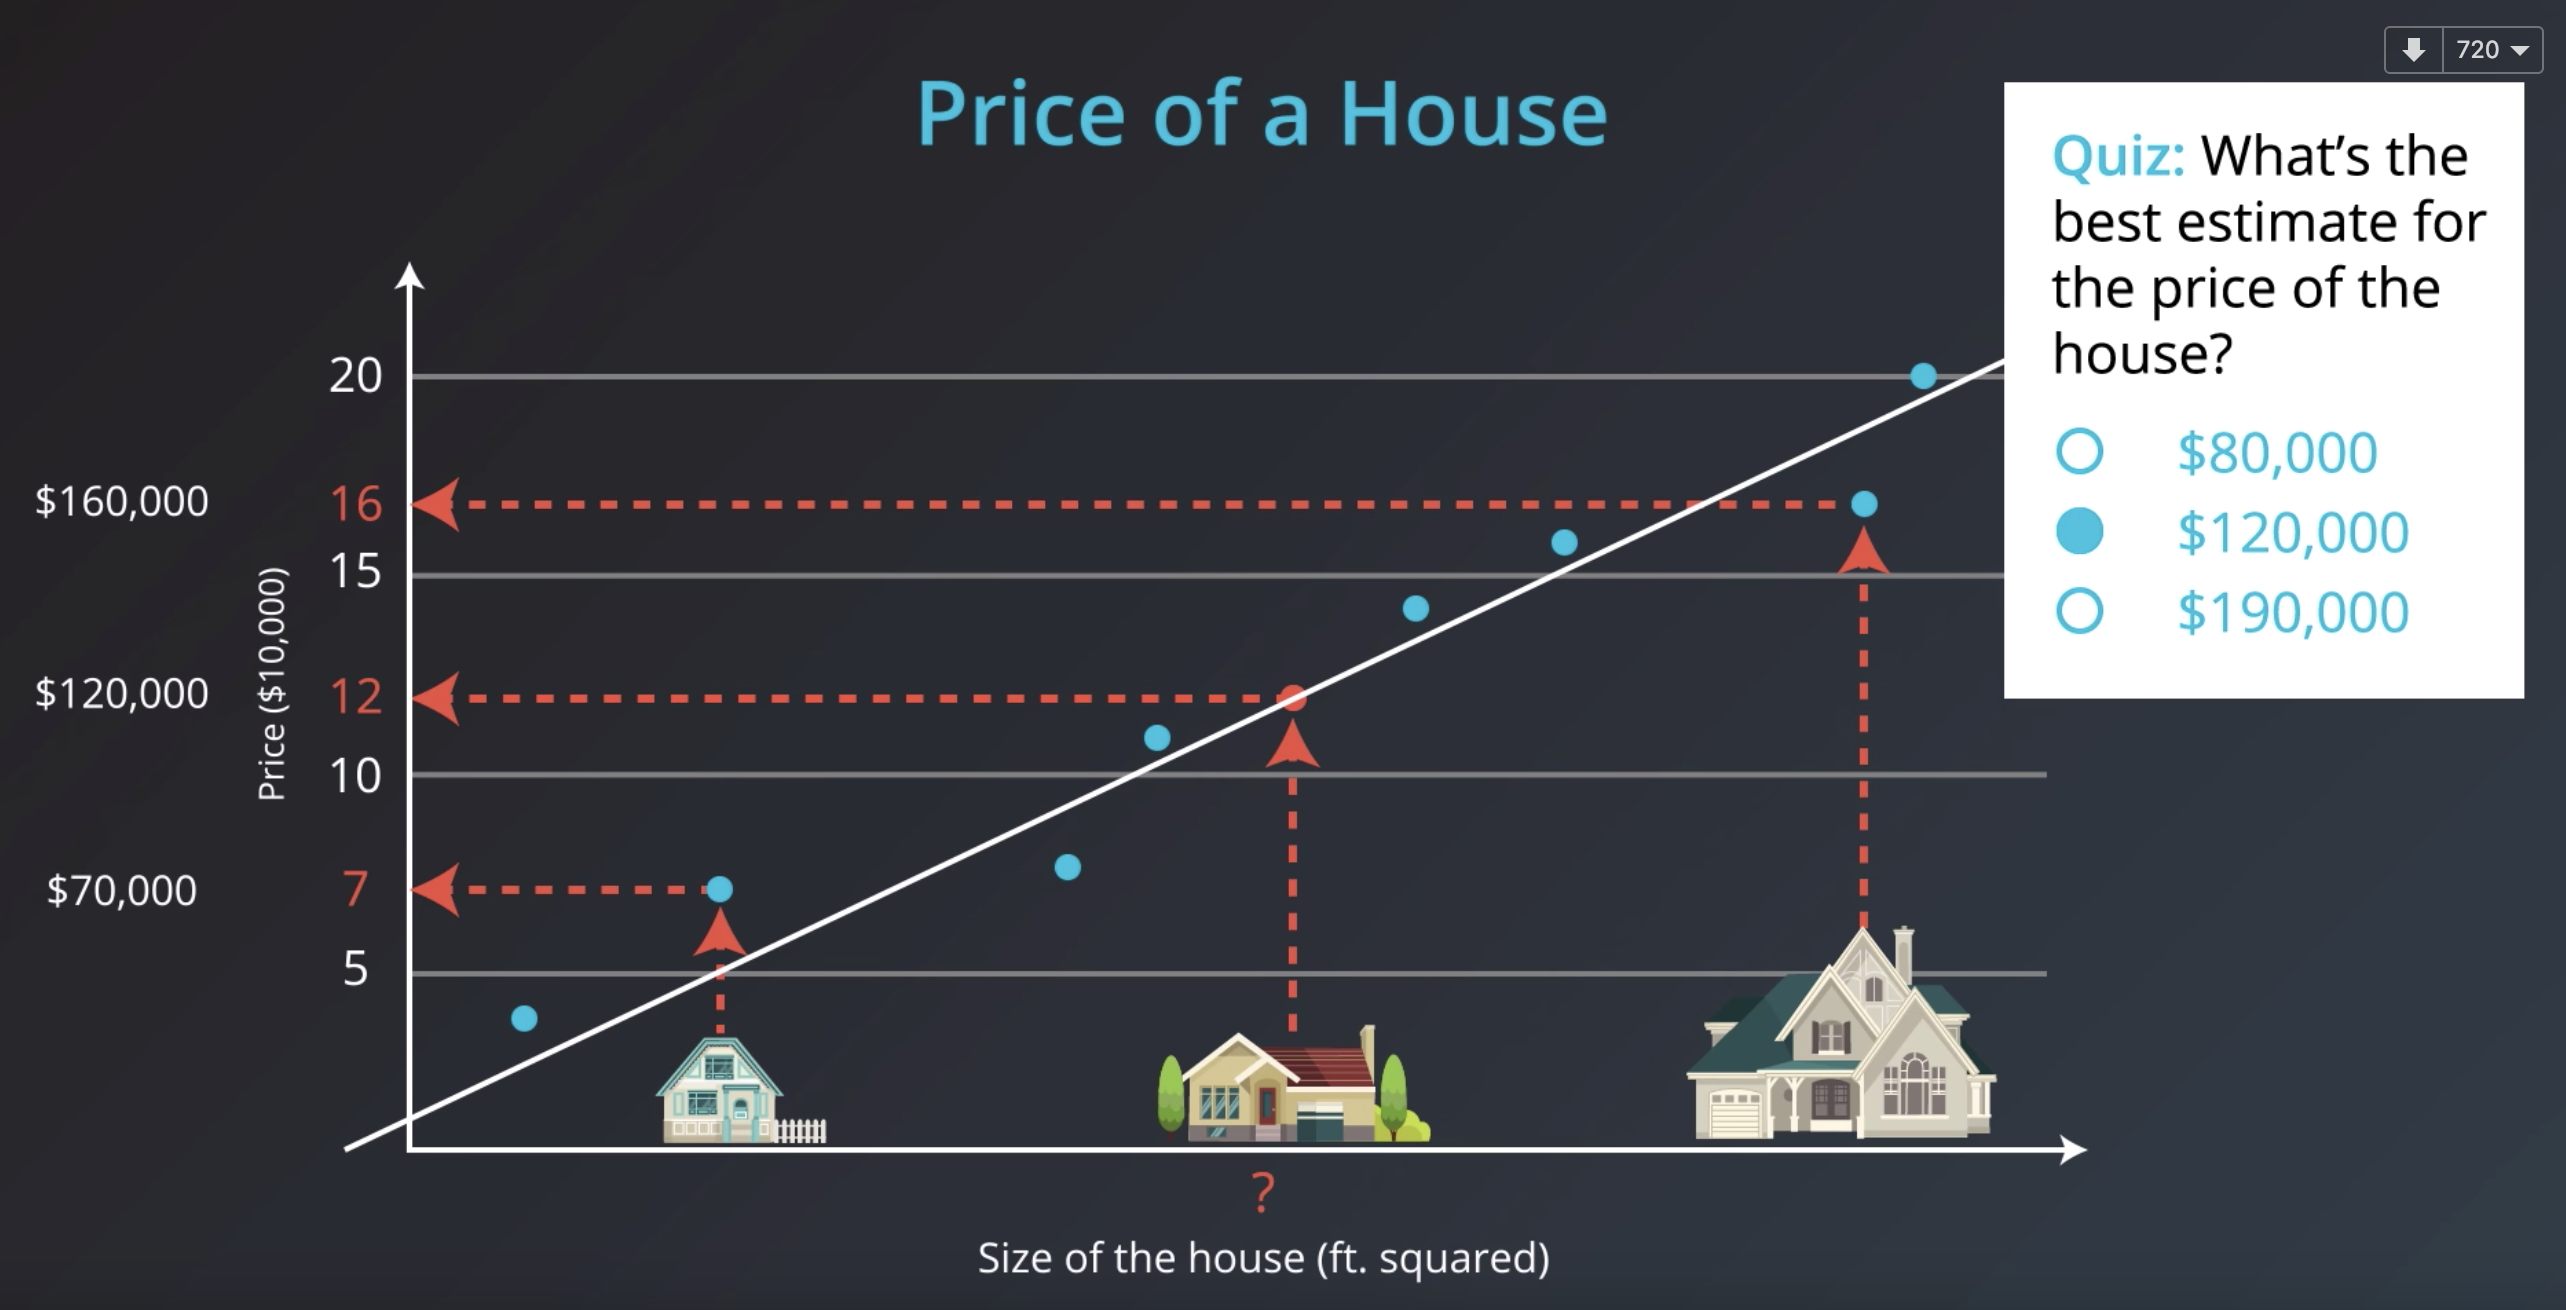 720
Price of a House
Quiz: What's the
best estimate for
the price of the
house?
$80,000
$120,000
$190,000
20
$160,000
16
15
Price ($10,000)
$120,000
12
10
$70,000
7
5
?
Size of the house (ft. squared)